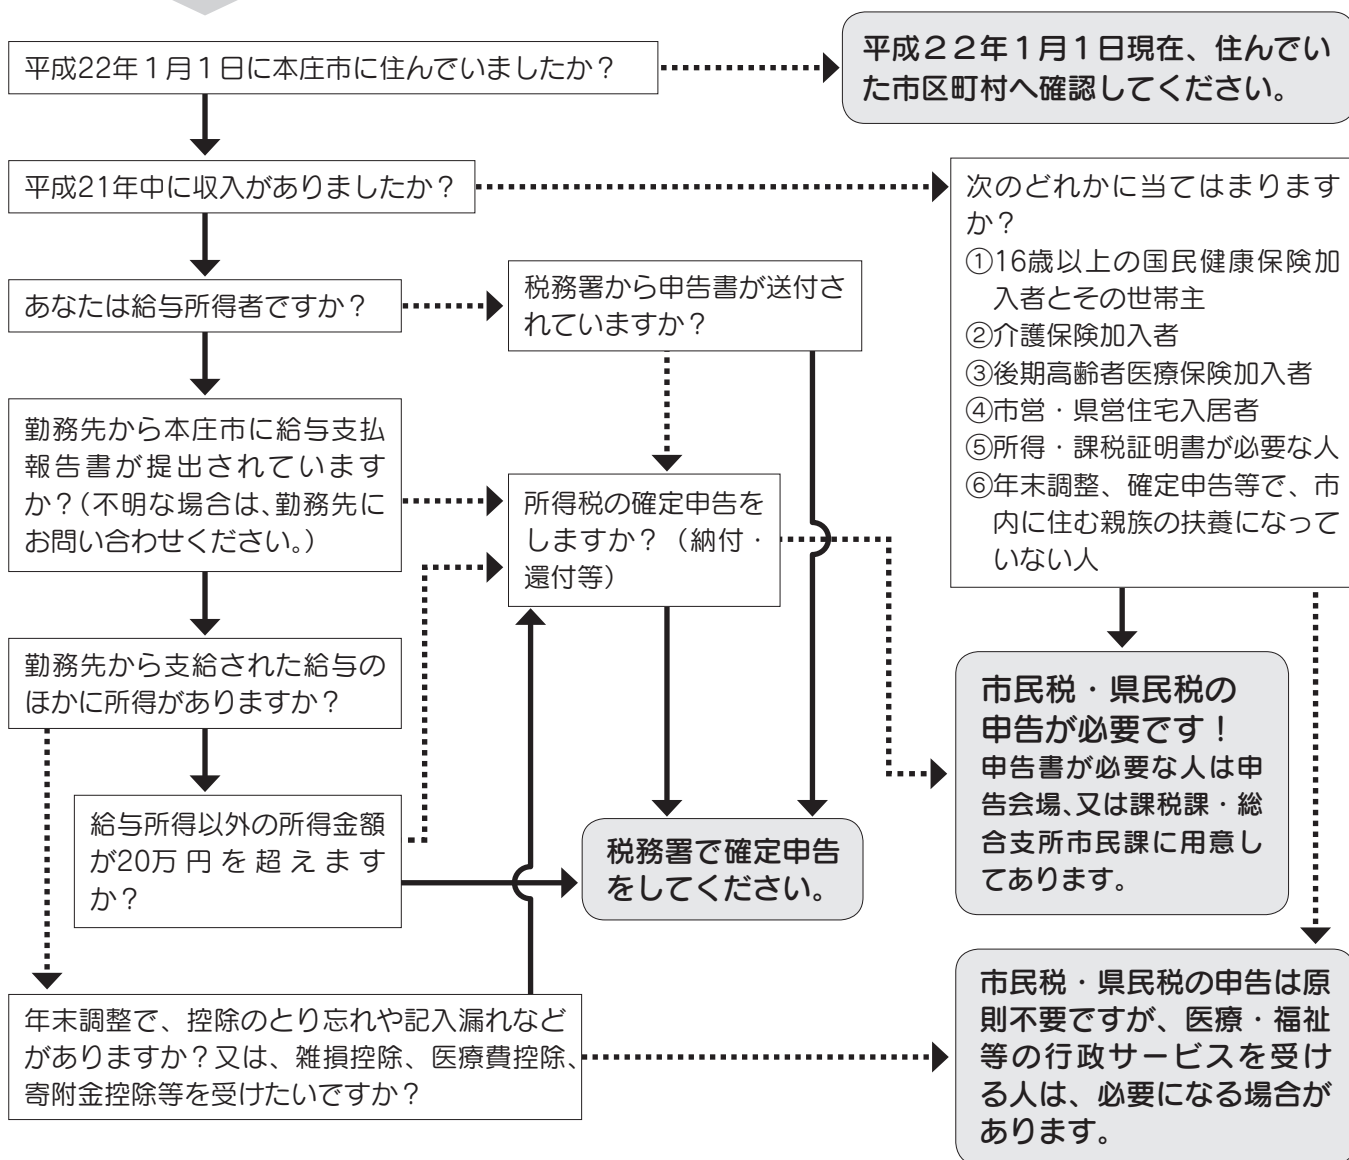 平成22年1月1日に本庄市に住んでいましたか？
平成２２年１月１日現在、住んでい
た市区町村へ確認してください。
平成21年中に収入がありましたか？
次のどれかに当てはまります
か？
①16歳以上の国民健康保険加
入者とその世帯主
②介護保険加入者
③後期高齢者医療保険加入者
④市営・県営住宅入居者
⑤所得・課税証明書が必要な人
⑥年末調整、確定申告等で、市
内に住む親族の扶養になって
いない人
あなたは給与所得者ですか？
税務署から申告書が送付さ
れていますか？
勤務先から本庄市に給与支払
報告書が提出されています
か？（不明な場合は、勤務先に
お問い合わせください。）
所得税の確定申告を
しますか？（納付・
還付等）
勤務先から支給された給与の
ほかに所得がありますか？
市民税・県民税の
申告が必要です！
申告書が必要な人は申
告会場、又は課税課・総
合支所市民課に用意し
てあります。
給与所得以外の所得金額
が20万円を超えます
か？
税務署で確定申告
をしてください。
年末調整で、控除のとり忘れや記入漏れなど
がありますか？又は、雑損控除、医療費控除、
寄附金控除等を受けたいですか？
市民税・県民税の申告は原
則不要ですが、医療・福祉
等の行政サービスを受け
る人は、必要になる場合が
あります。